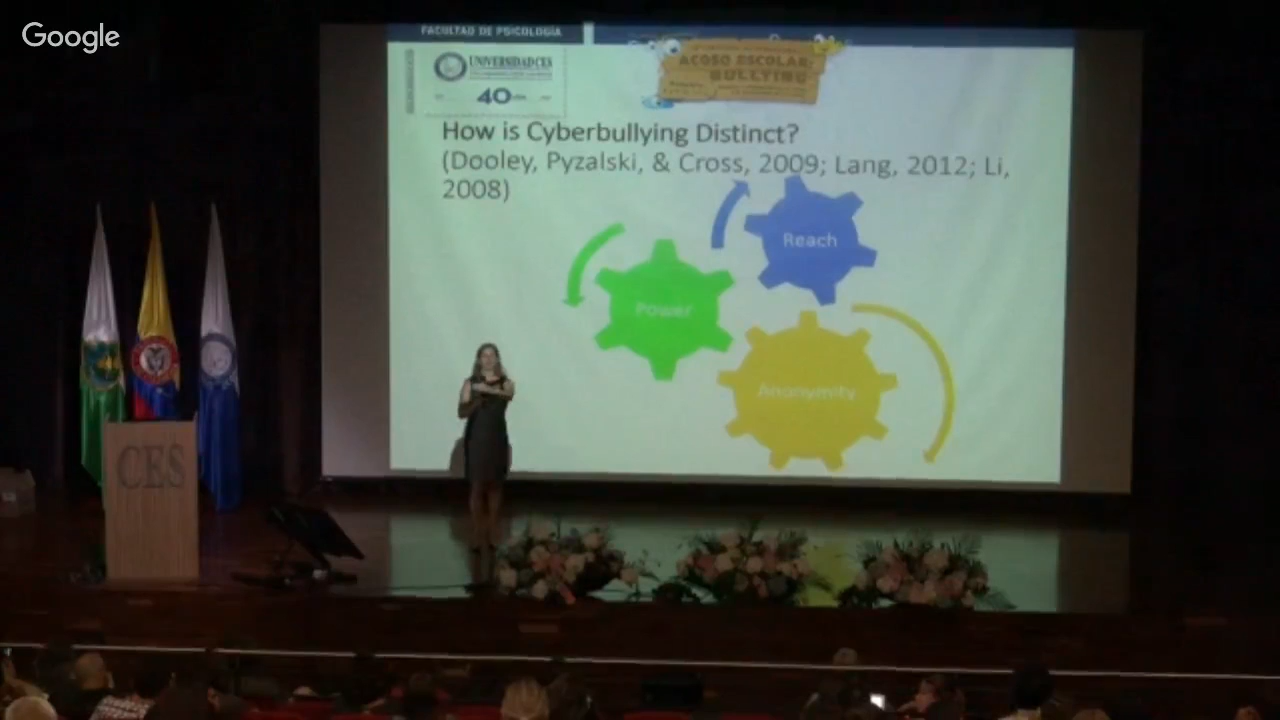 Google
FACULTAD DE PSICOLOGÍA
UNIVERSIDAD CES
40
ACOSO ESCOLAR:
BULLYING
How is Cyberbullying Distinct?
(Dooley, Pyzalski, & Cross, 2009; Lang, 2012; Li,
2008)
Reach
Power
Anonymity
CES